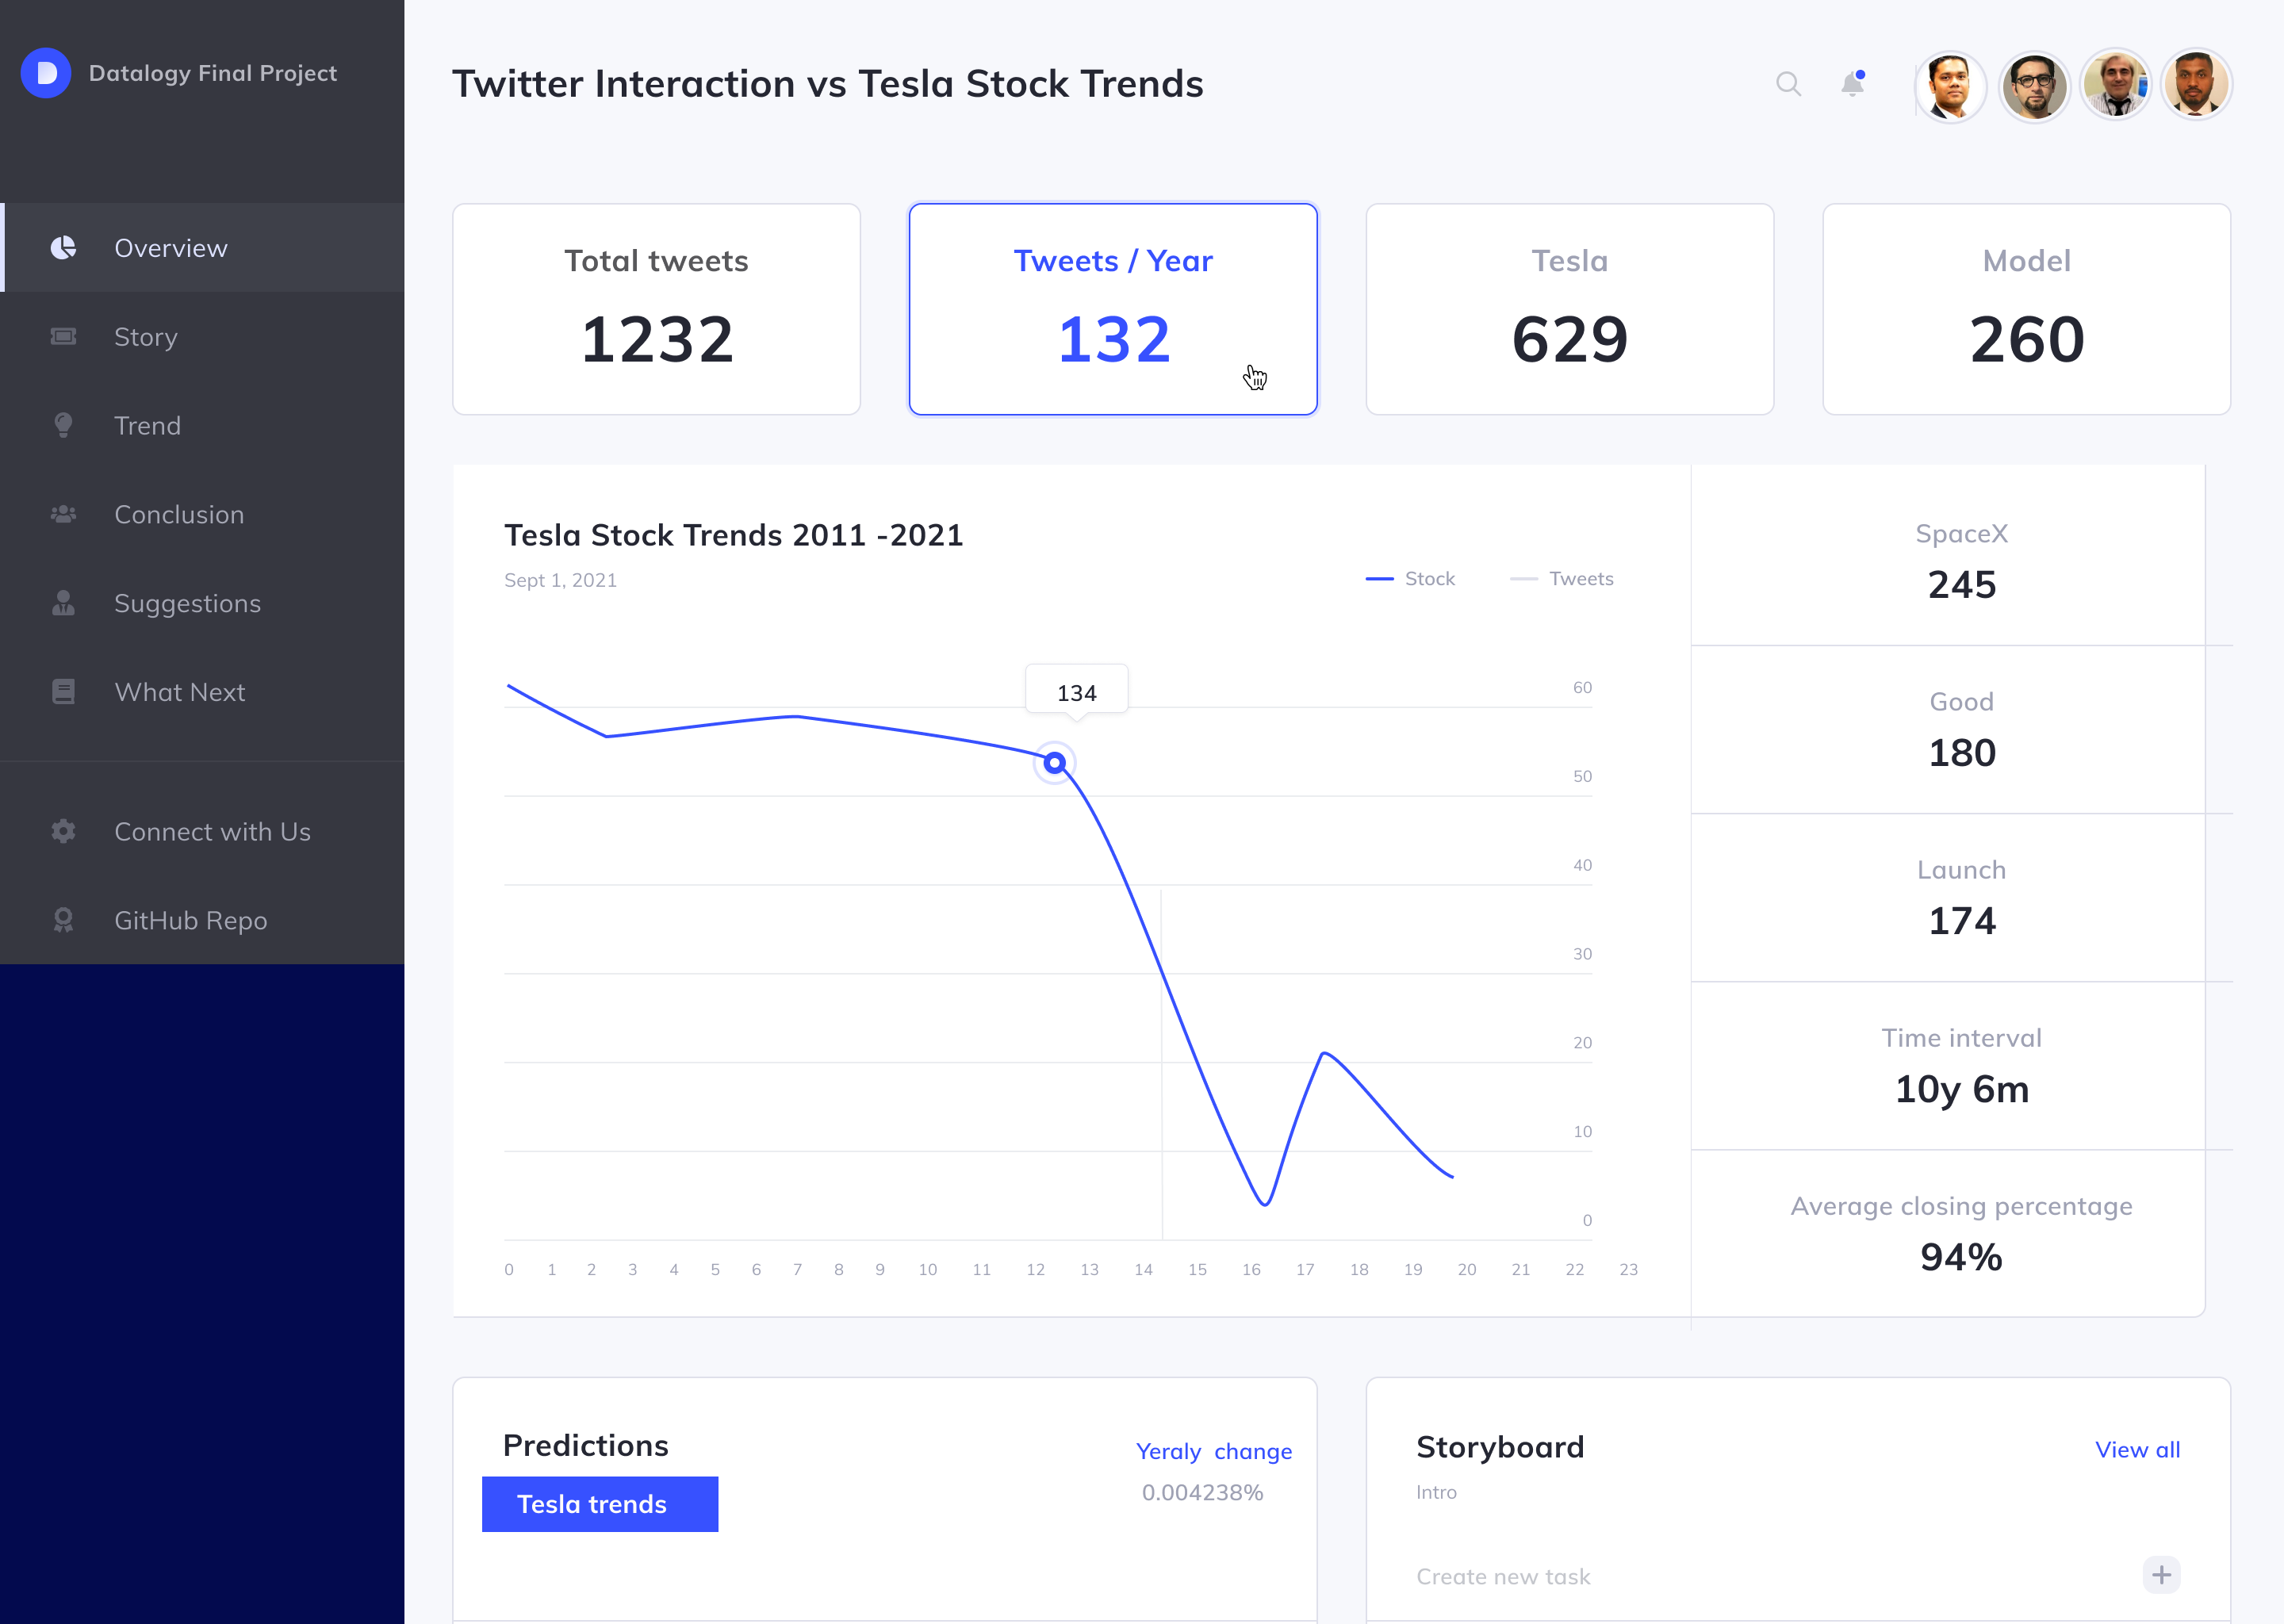 D
Datalogy Final Project
Overview
Story
Trend
Conclusion
Suggestions
What Next
Connect with Us
GitHub Repo
Twitter Interaction vs Tesla Stock Trends
Total tweets
1232
Tweets / Year
132
Tesla
629
Model
260
Tesla Stock Trends 2011 -2021
Sept 1, 2021
Stock
Tweets
134
60
50
40
30
20
10
0
0 1 2 3 4 5 6 7 8 9 10 11 12 13 14 15 16 17 18 19 20 21 22 23
SpaceX
245
Good
180
Launch
174
Time interval
10y 6m
Average closing percentage
94%
Predictions
Yeraly change
Tesla trends
0.004238%
Storyboard
View all
Intro
Create new task